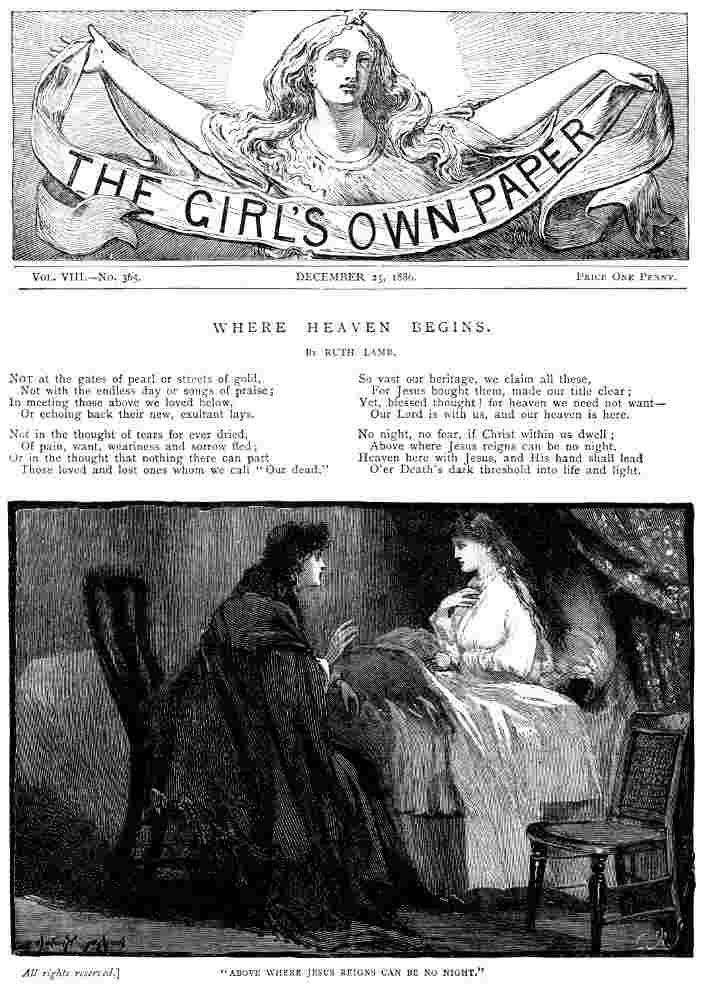 THE GIRL'S OWN PAPER
VOL. VIII.—NO. 365.
DECEMBER 25, 1886.
PRICE ONE PENNY.
WHERE HEAVEN BEGINS.
BY RUTH LAMB.
NOT at the gates of pearl or streets of gold,
Not with the endless day or songs of praise;
In meeting those above we loved below,
Or echoing back their new, exultant lays.
Not in the thought of tears for ever dried,
Of pain, want, weariness and sorrow fled;
Or in the thought that nothing there can part
Those loved and lost ones whom we call "Our dead."
So vast our heritage, we claim all these,
For Jesus bought them, made our title clear;
Yet, blessed thought! for heaven we need not want—
Our Lord is with us, and our heaven is here.
No night, no fear, if Christ within us dwell;
Above where Jesus reigns can be no night.
Heaven here with Jesus, and His hand shall lead
O'er Death's dark threshold into life and light.
All rights reserved.]
"ABOVE WHERE JESUS REIGNS CAN BE NO NIGHT."